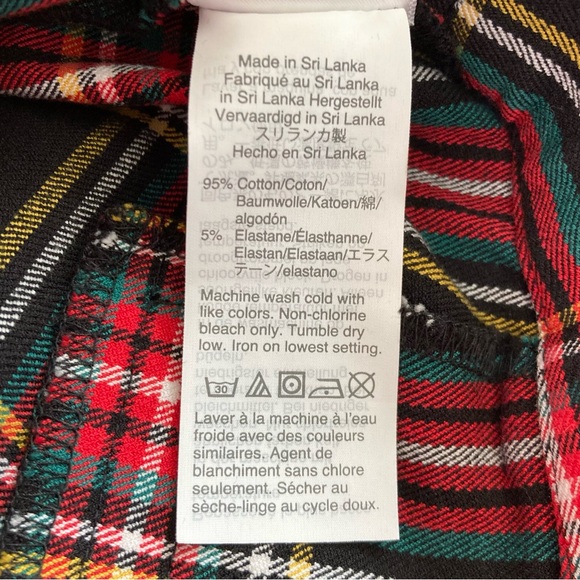 Made in Sri Lanka
Fabriqué au Sri Lanka
in Sri Lanka Hergestellt
Vervaardigd in Sri Lanka
スリランカ製
Hecho en Sri Lanka
95% Cotton/Coton/
Baumwolle/Katoen/綿/
algodón
5% Elastane/Élasthanne/
Elastan/Elastaan/エラス
テーン/elastano
Machine wash cold with
like colors. Non-chlorine
bleach only. Tumble dry
low. Iron on lowest setting.
30
Laver à la machine à l'eau
froide avec des couleurs
similaires. Agent de
blanchiment sans chlore
seulement. Sécher au
sèche-linge au cycle doux.